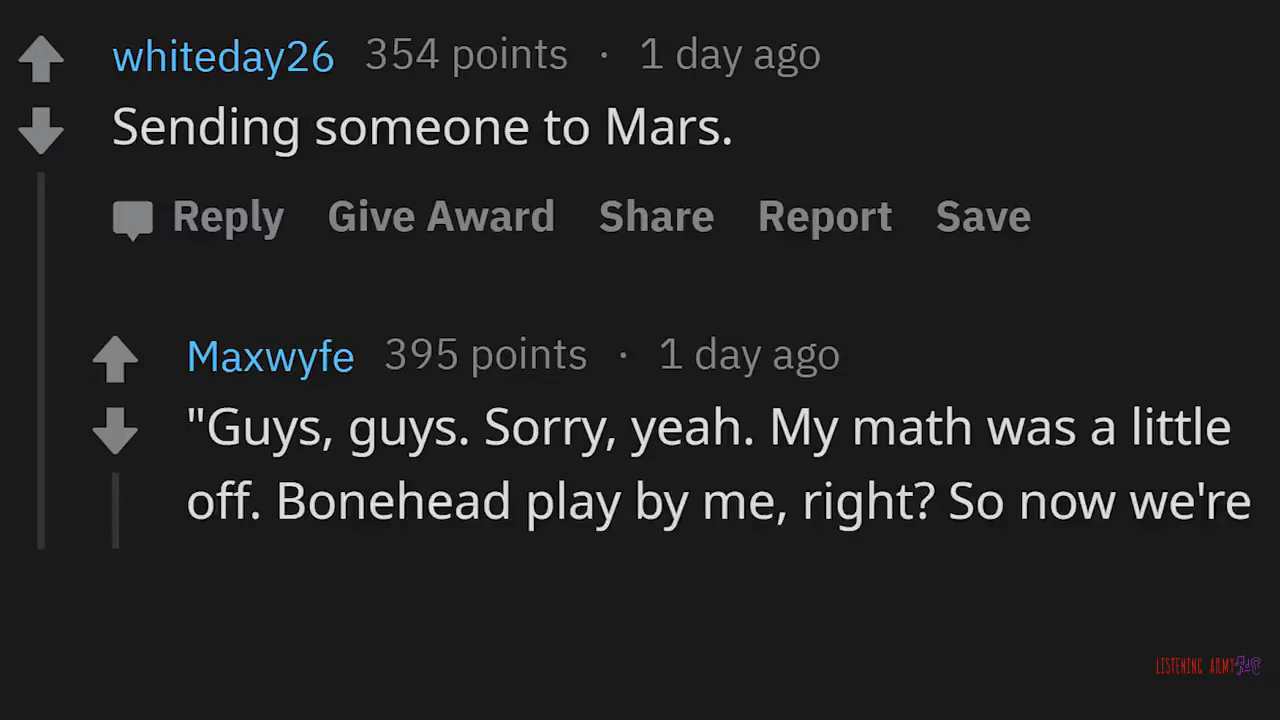 whiteday26 354 points · 1 day ago
Sending someone to Mars.
Reply Give Award Share Report Save
Maxwyfe 395 points · 1 day ago
"Guys, guys. Sorry, yeah. My math was a little
off. Bonehead play by me, right? So now we're
LISTENING ARMY